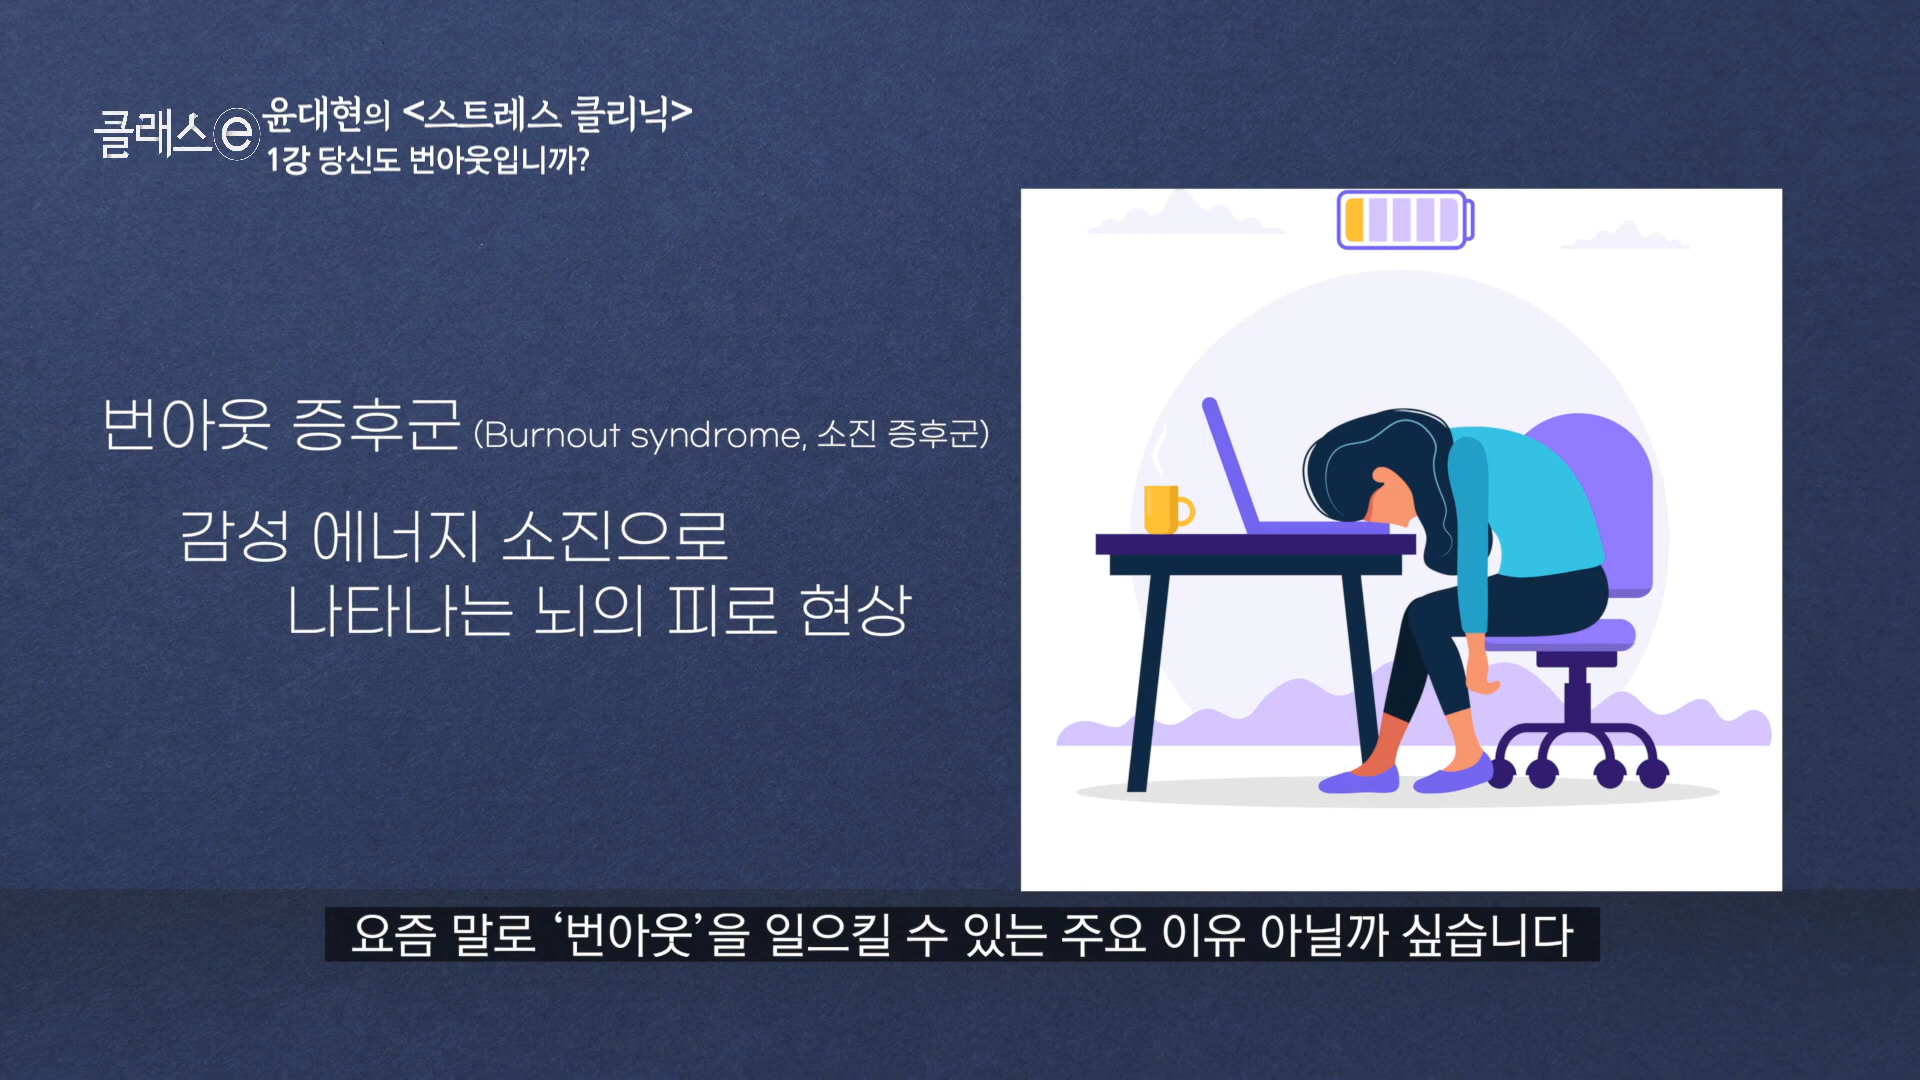 클래스ⓔ
윤대현의 <스트레스 클리닉>
1강 당신도 번아웃입니까?
번아웃 증후군 (Burnout syndrome, 소진 증후군)
감성 에너지 소진으로
나타나는 뇌의 피로 현상
요즘 말로 ‘번아웃’을 일으킬 수 있는 주요 이유 아닐까 싶습니다